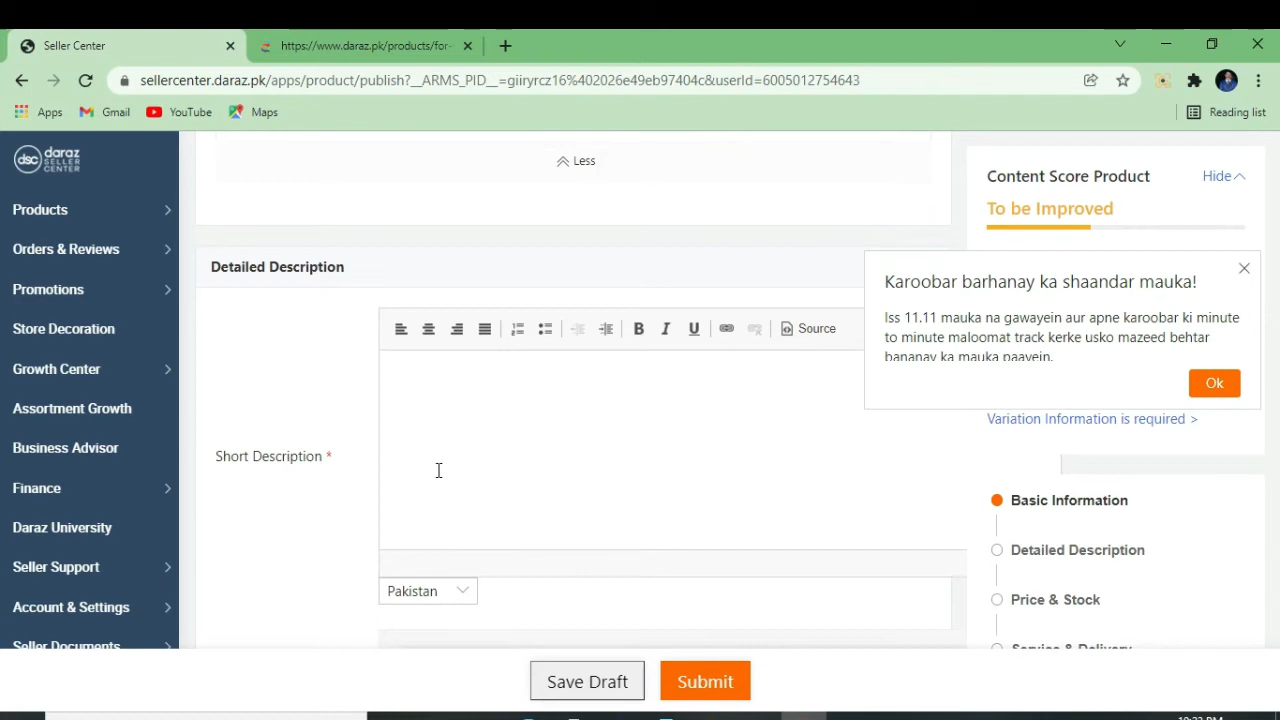 Seller Center
https://www.daraz.pk/products/for-
sellercenter.daraz.pk/apps/product/publish?__ARMS_PID__=giiryrcz16%402026e49eb97404c&userId=6005012754643
Apps
Gmail
YouTube
Maps
Reading list
dsc daraz
SELLER
CENTER
Products
Orders & Reviews
Promotions
Store Decoration
Growth Center
Assortment Growth
Business Advisor
Finance
Daraz University
Seller Support
Account & Settings
Seller Documents
Less
Detailed Description
B I U
Source
Short Description *
Pakistan
Content Score Product
Hide
To be Improved
Karoobar barhanay ka shaandar mauka!
Iss 11.11 mauka na gawayein aur apne karoobar ki minute
to minute maloomat track kerke usko mazeed behtar
bananay ka mauka paayein.
Ok
Variation Information is required >
Basic Information
Detailed Description
Price & Stock
Service & Delivery
Save Draft
Submit